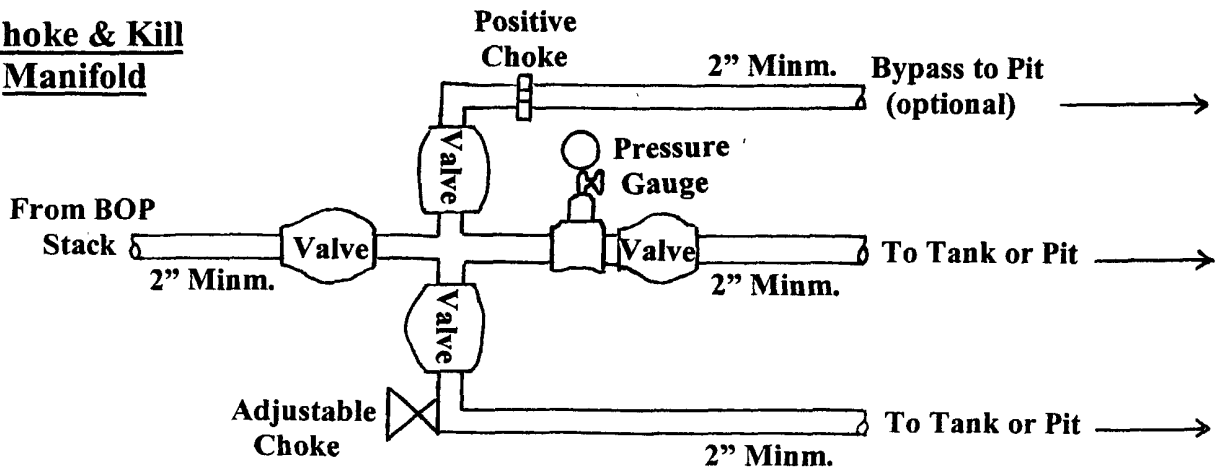 hoke & Kill
Manifold
Positive
Choke
2" Minm.
Bypass to Pit
(optional)
Valve
Pressure
Gauge
From BOP
Stack
Valve
Valve
To Tank or Pit
2" Minm.
2" Minm.
Valve
Adjustable
Choke
To Tank or Pit
2" Minm.